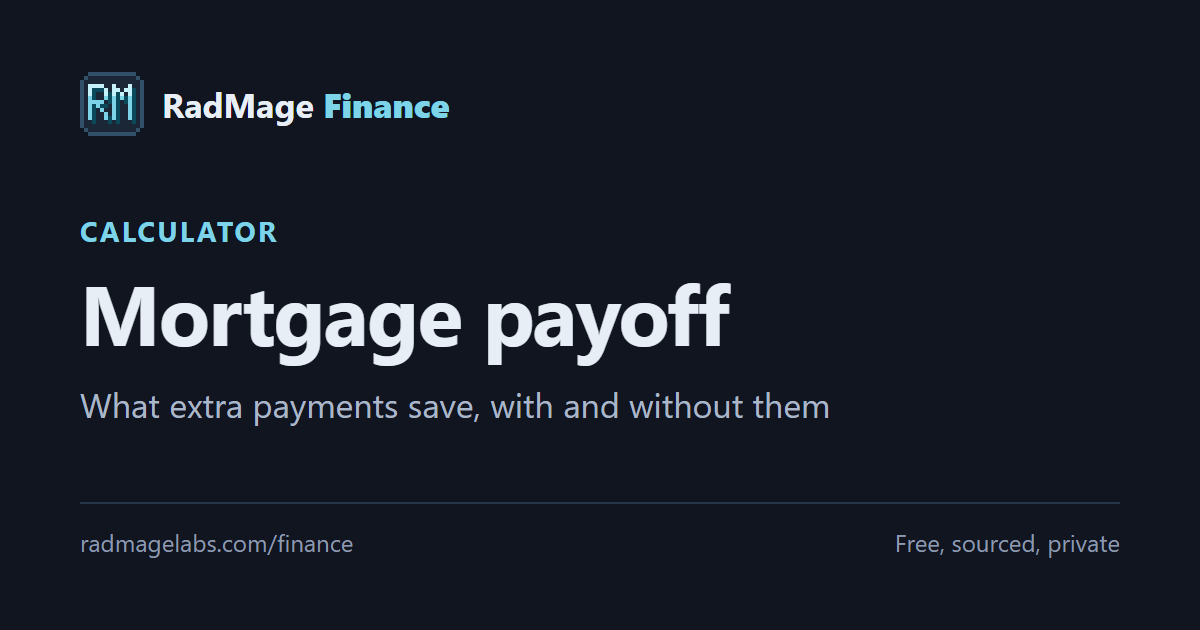 RM
RadMage Finance
CALCULATOR
Mortgage payoff
What extra payments save, with and without them
radmagelabs.com/finance
Free, sourced, private